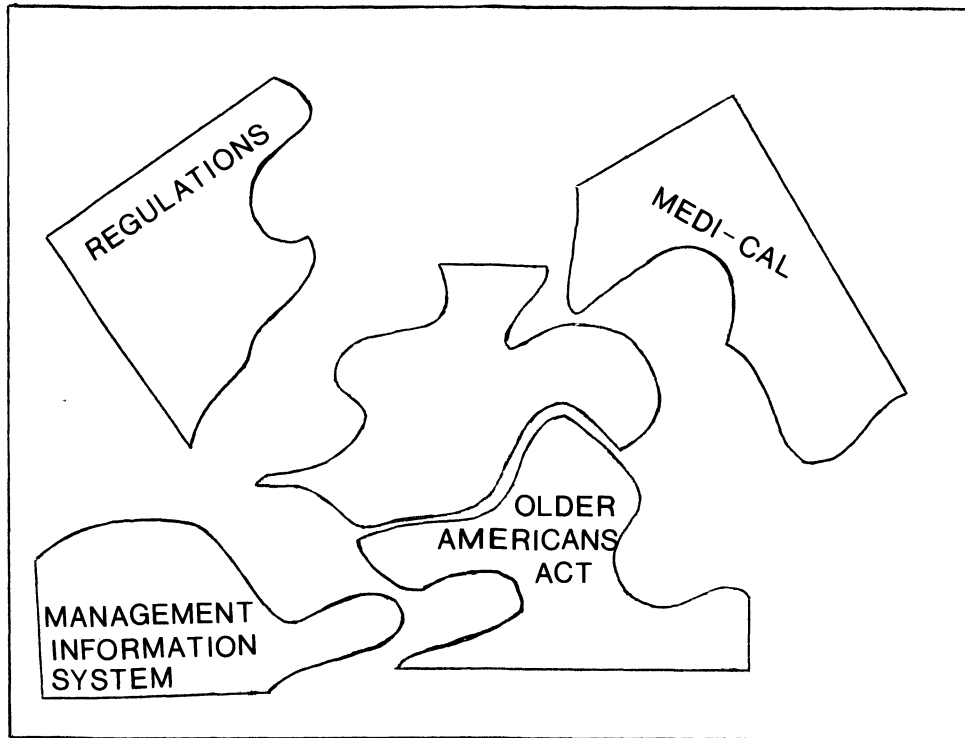 REGULATIONS
MEDI-CAL
OLDER
AMERICANS
ACT
MANAGEMENT
INFORMATION
SYSTEM